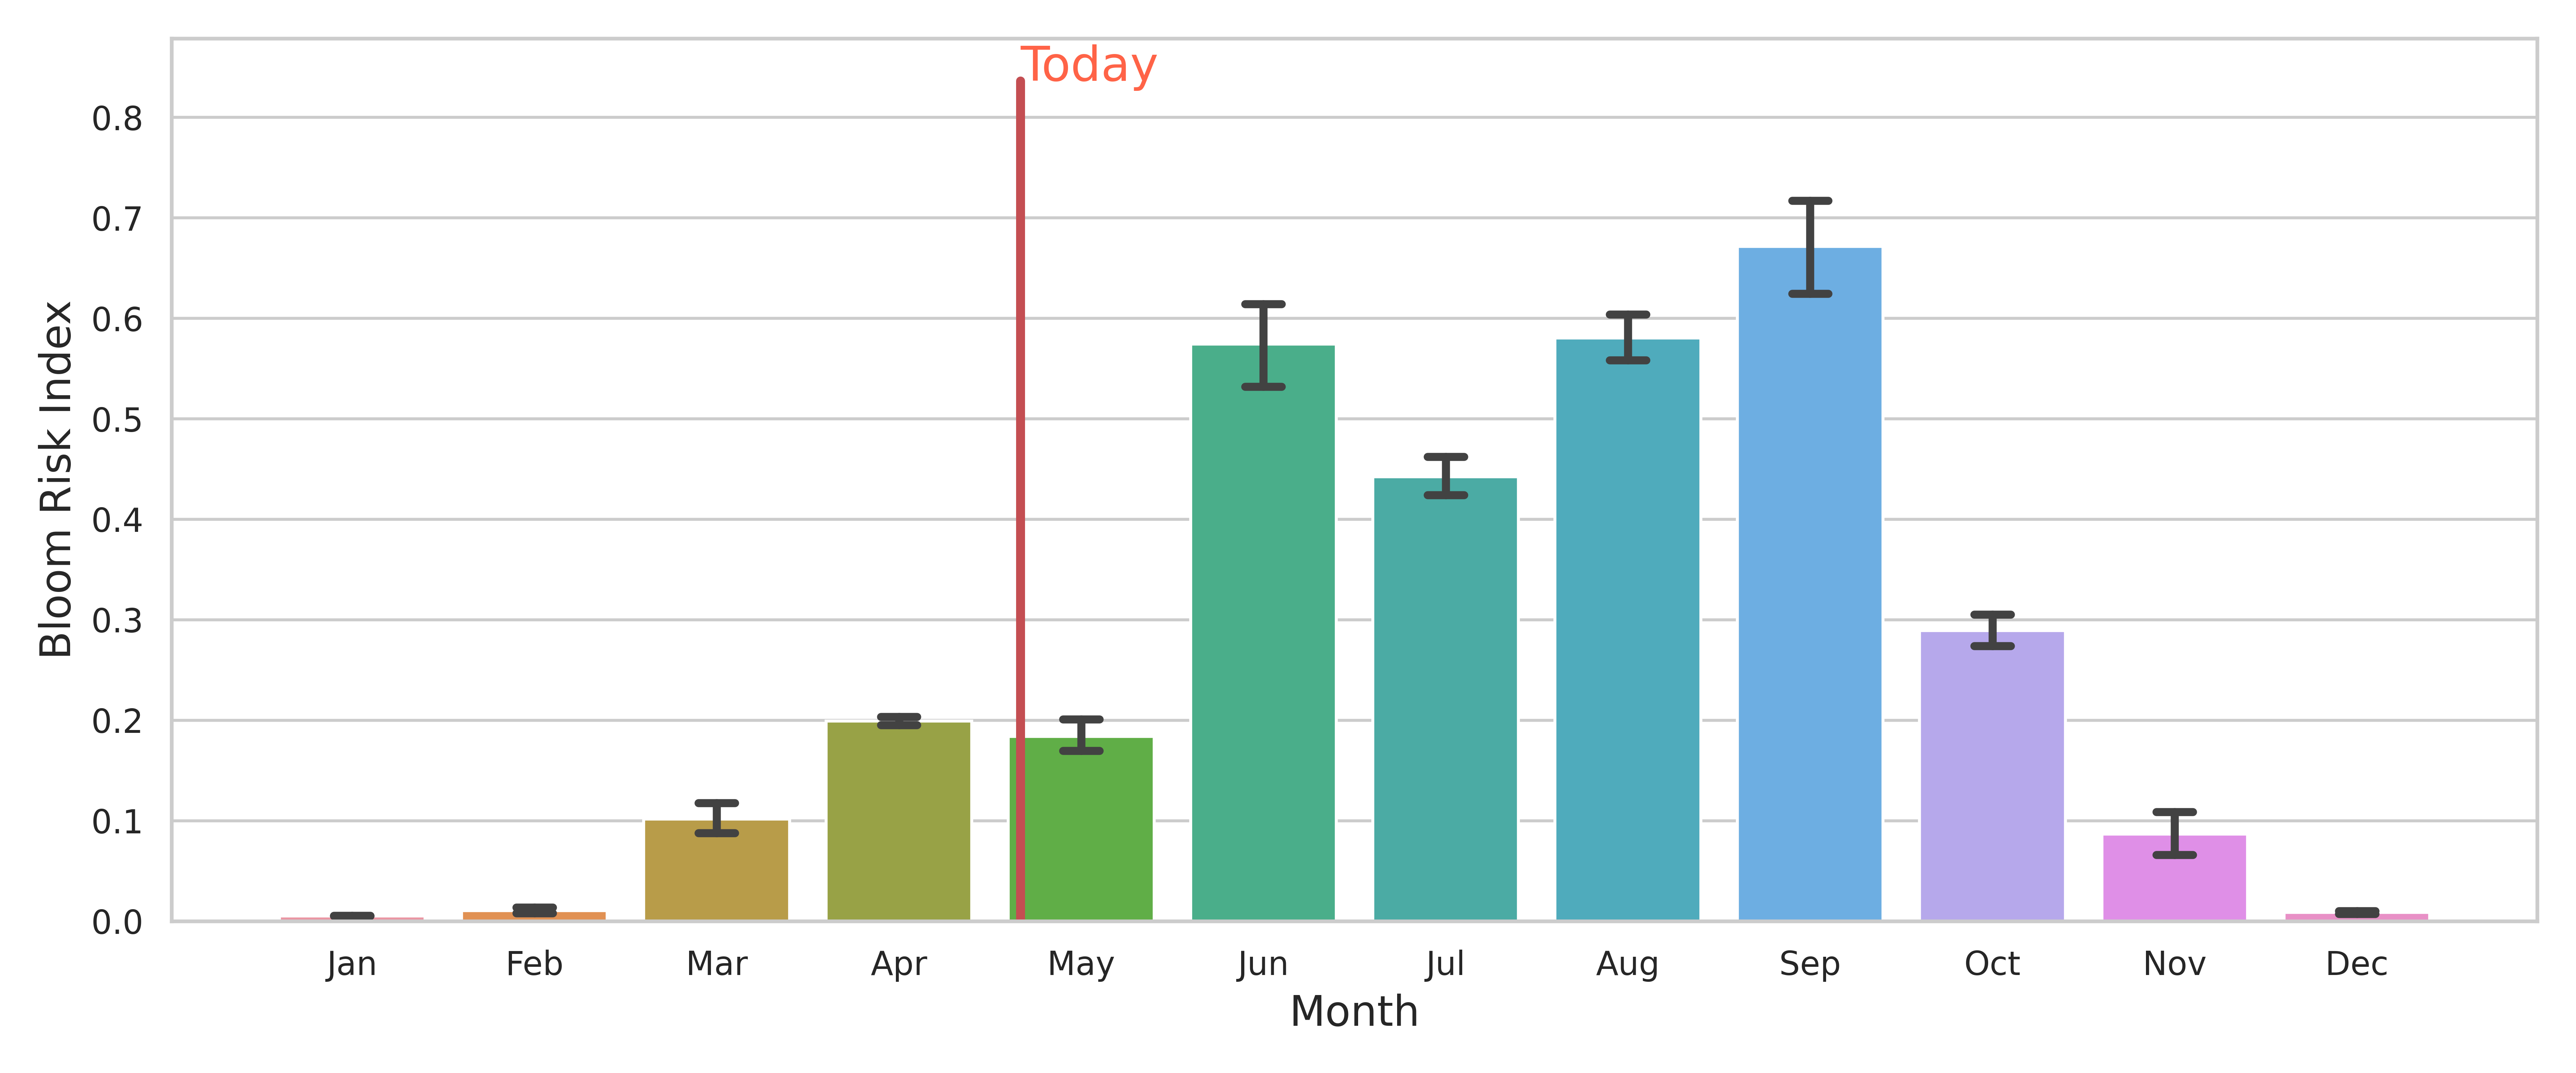 Today
Bloom Risk Index
0.8
0.7
0.6
0.5
0.4
0.3
0.2
0.1
0.0
Jan Feb Mar Apr May Jun Jul Aug Sep Oct Nov Dec
Month